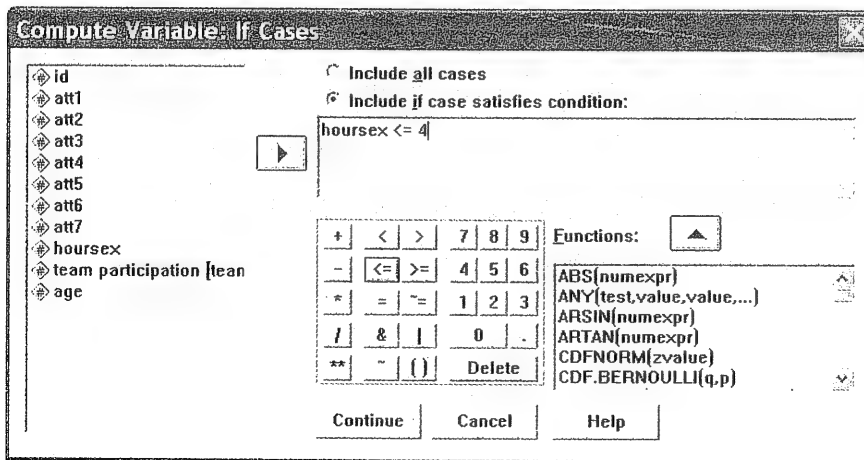 Compute Variable: If Cases
id
att1
att2
att3
att4
att5
att6
att7
hoursex
team participation [tean
age
Include all cases
Include if case satisfies condition:
hoursex <= 4
+ < > 7 8 9
- <= >= 4 5 6
* = ~= 1 2 3
/ & | 0 .
** ~ () Delete
Functions:
ABS(numexpr)
ANY(test,value,value,...)
ARSIN(numexpr)
ARTAN(numexpr)
CDFNORM(zvalue)
CDF.BERNOULLI(q,p)
Continue Cancel Help